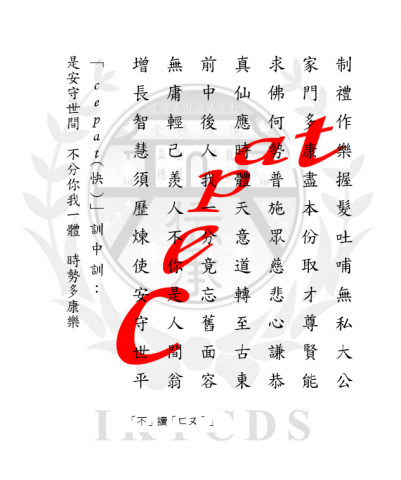 制禮作樂握髮吐哺無私大公
家門多康盡本份取才尊賢能
求佛何勢普施眾慈悲心謙恭
真仙應時體天意道轉至古東
前中後人我一分竟忘舊面容
無庸輕己羨人不你是人間翁
增長智慧須歷煉使安守世平
「cepat(快)」訓中訓：
是安守世間 不分你我一體 時勢多康樂
Cepat
「不」讀「ㄈㄡˇ」
IKTCDS